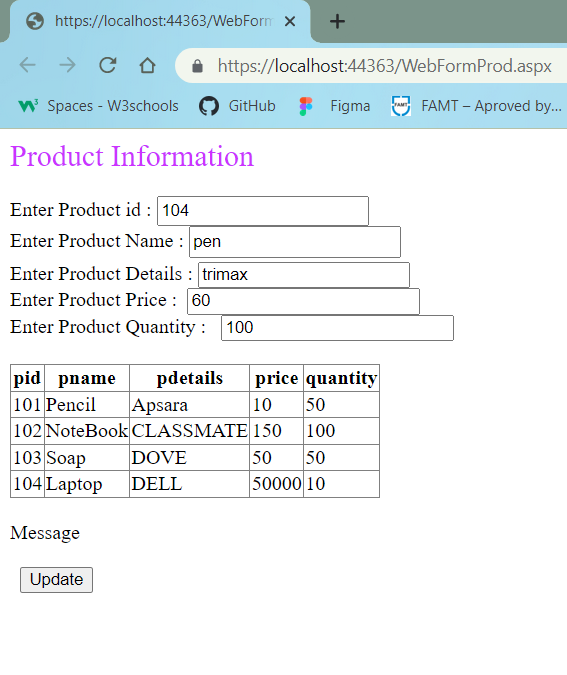 https://localhost:44363/WebForm
https://localhost:44363/WebFormProd.aspx
Spaces - W3schools GitHub Figma FAMT – Aproved by...
Product Information
Enter Product id : 104
Enter Product Name : pen
Enter Product Details : trimax
Enter Product Price : 60
Enter Product Quantity : 100
pid pname pdetails price quantity
101 Pencil Apsara 10 50
102 NoteBook CLASSMATE 150 100
103 Soap DOVE 50 50
104 Laptop DELL 50000 10
Message
Update